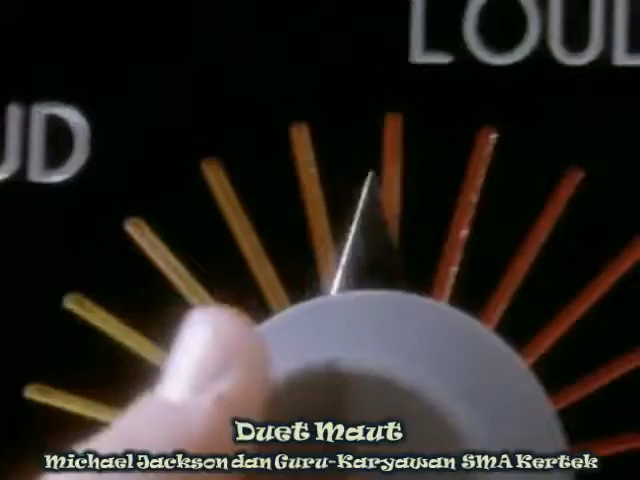 LOUD
UD
Duet Maut
Michael Jackson dan Guru-Karyawan SMA Kertek